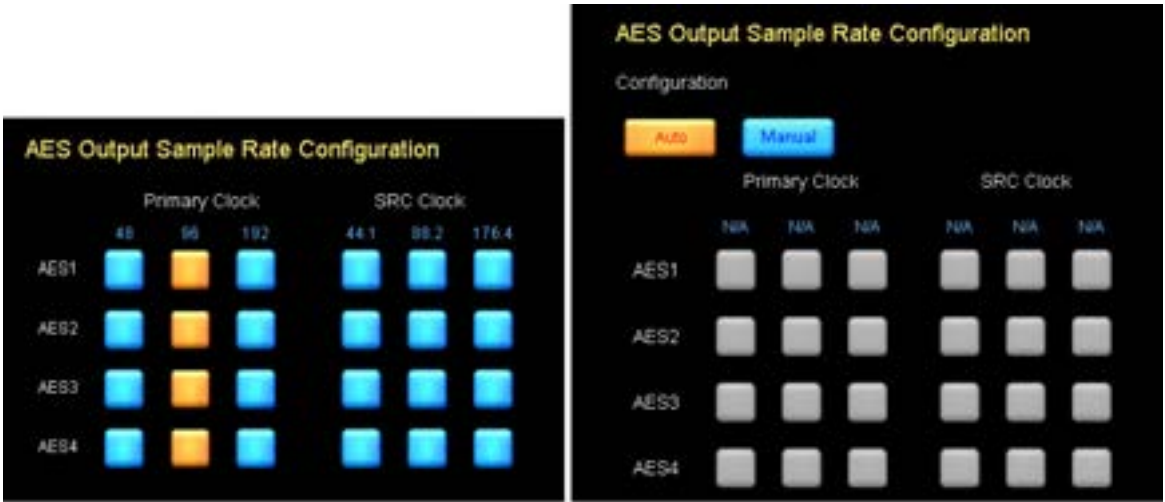 AES Output Sample Rate Configuration
Primary Clock SRC Clock
48 96 192 44.1 88.2 176.4
AES1
AES2
AES3
AES4
AES Output Sample Rate Configuration
Configuration
Auto Manual
Primary Clock SRC Clock
N/A N/A N/A N/A N/A N/A
AES1
AES2
AES3
AES4